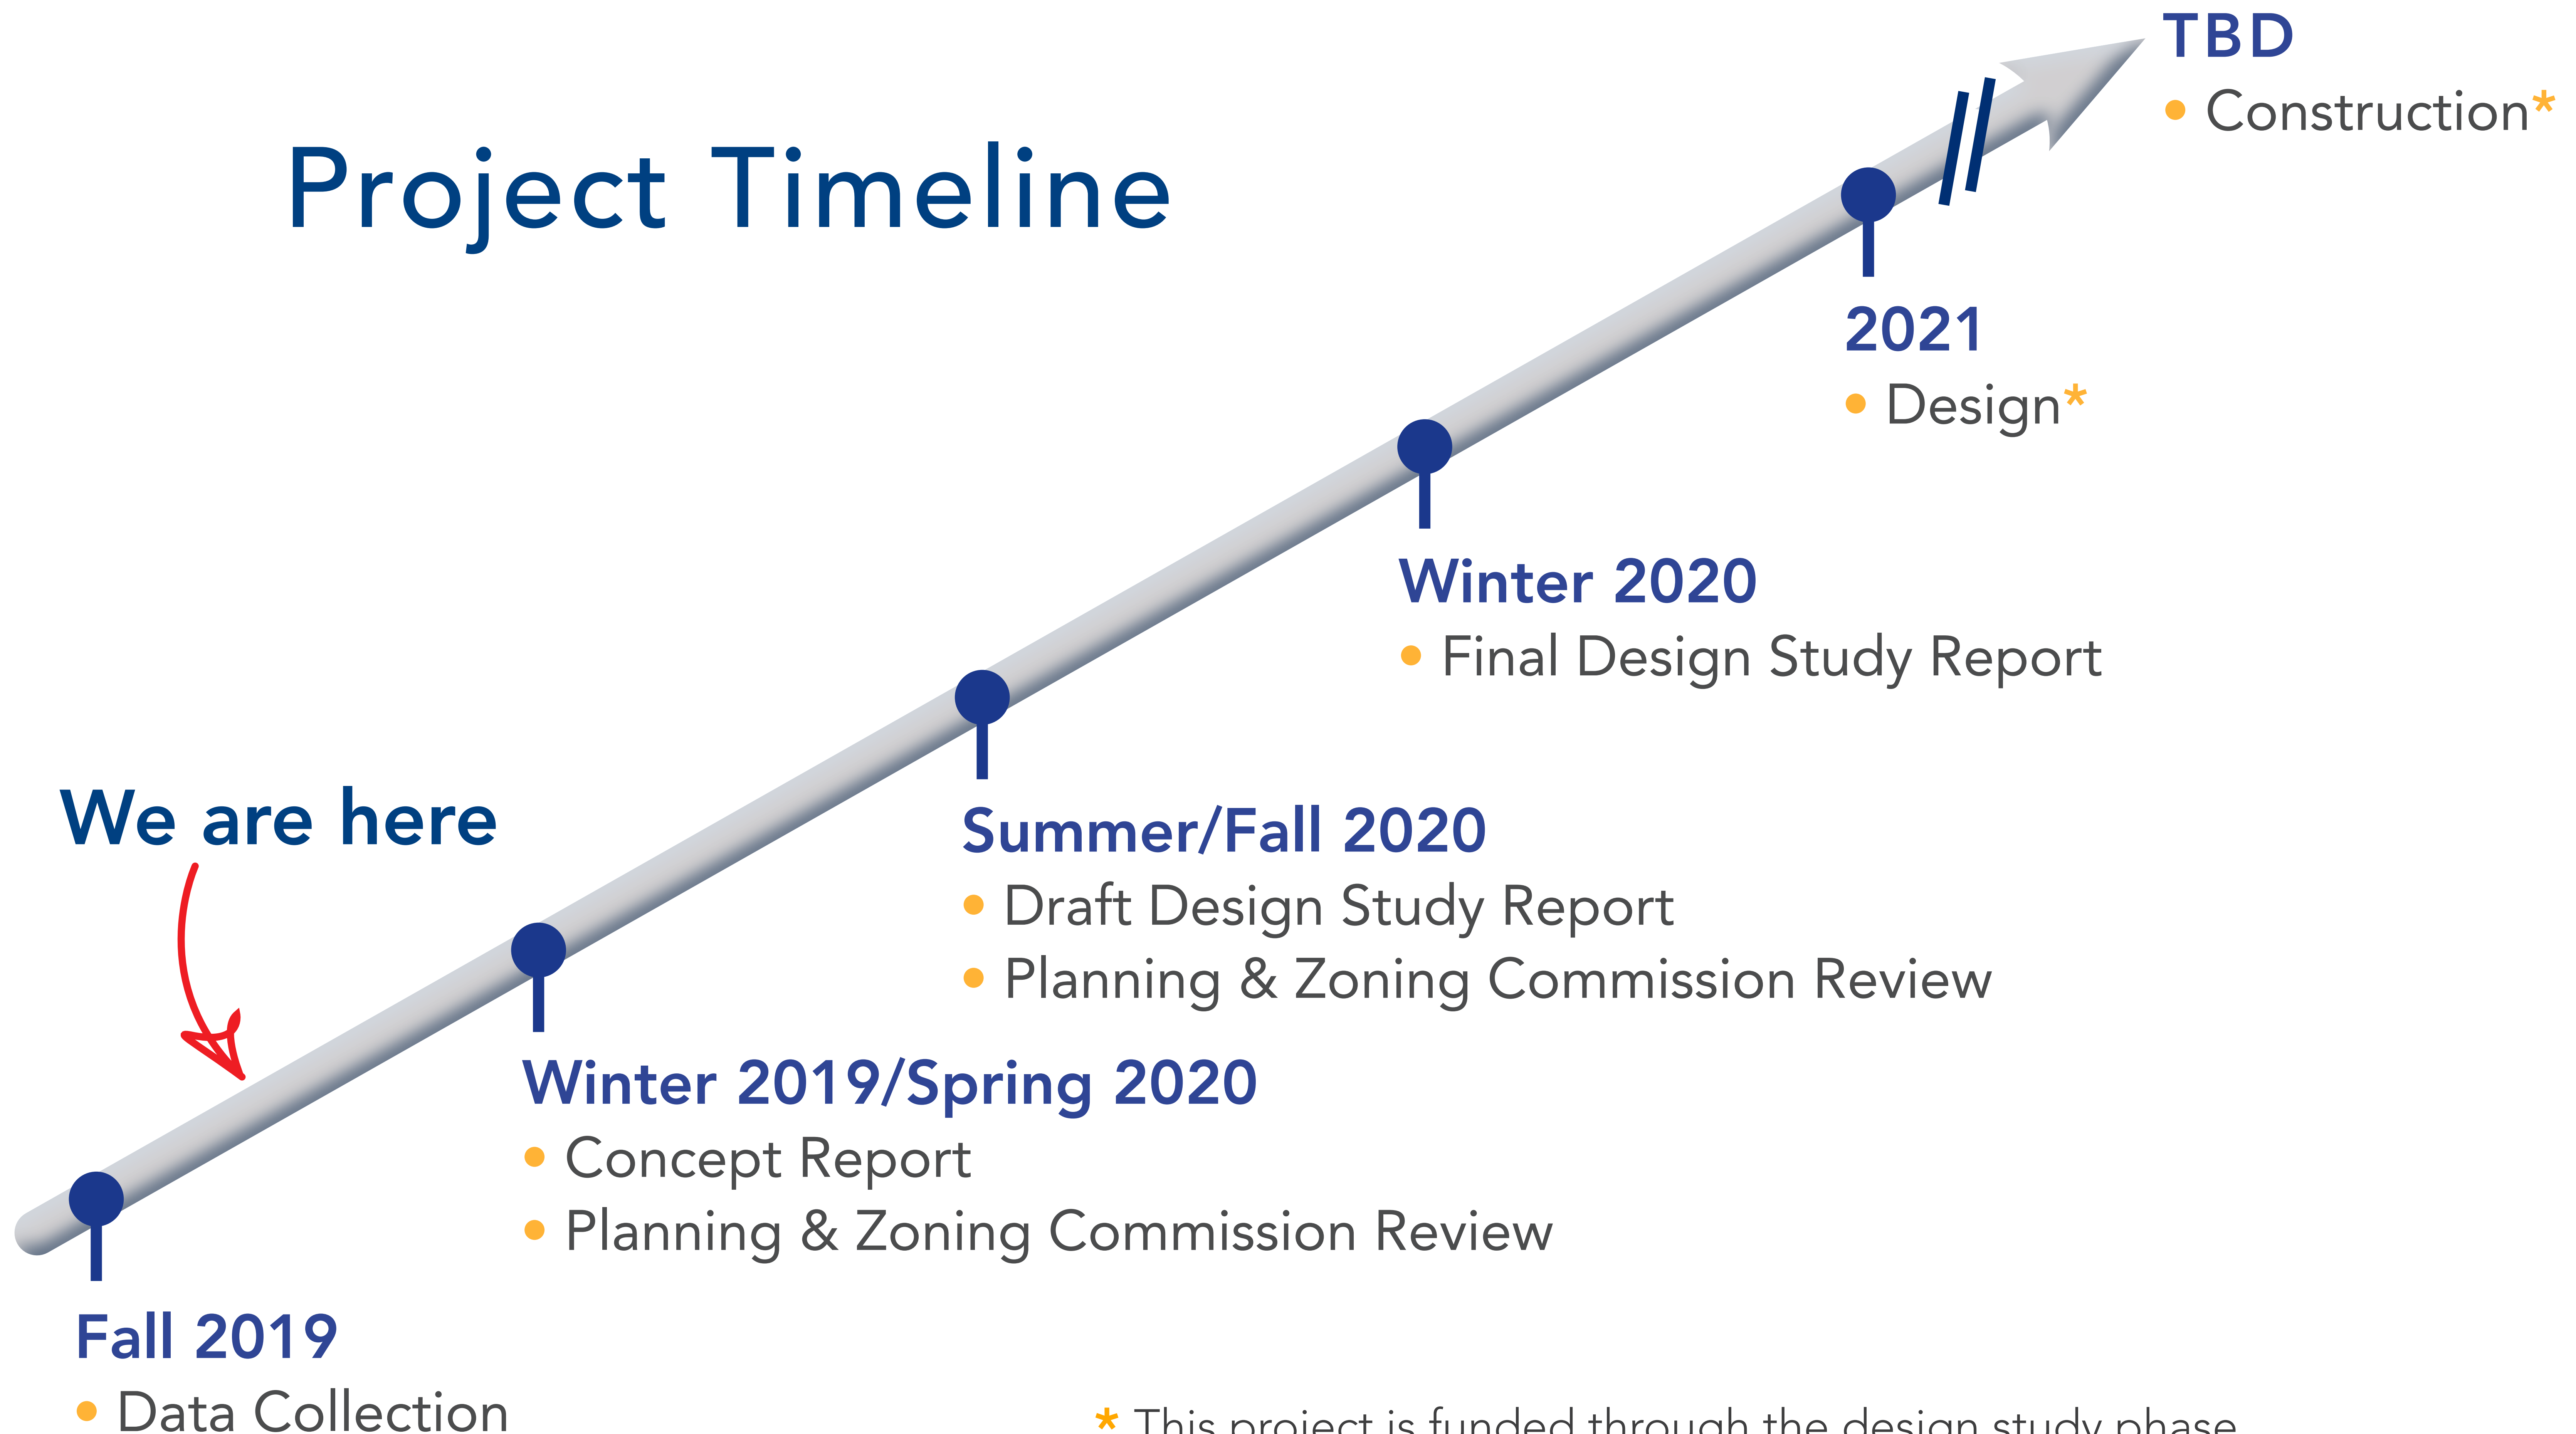 Project Timeline
We are here
Fall 2019
• Data Collection
Winter 2019/Spring 2020
• Concept Report
• Planning & Zoning Commission Review
Summer/Fall 2020
• Draft Design Study Report
• Planning & Zoning Commission Review
Winter 2020
• Final Design Study Report
2021
• Design*
TBD
• Construction*
* This project is funded through the design study phase